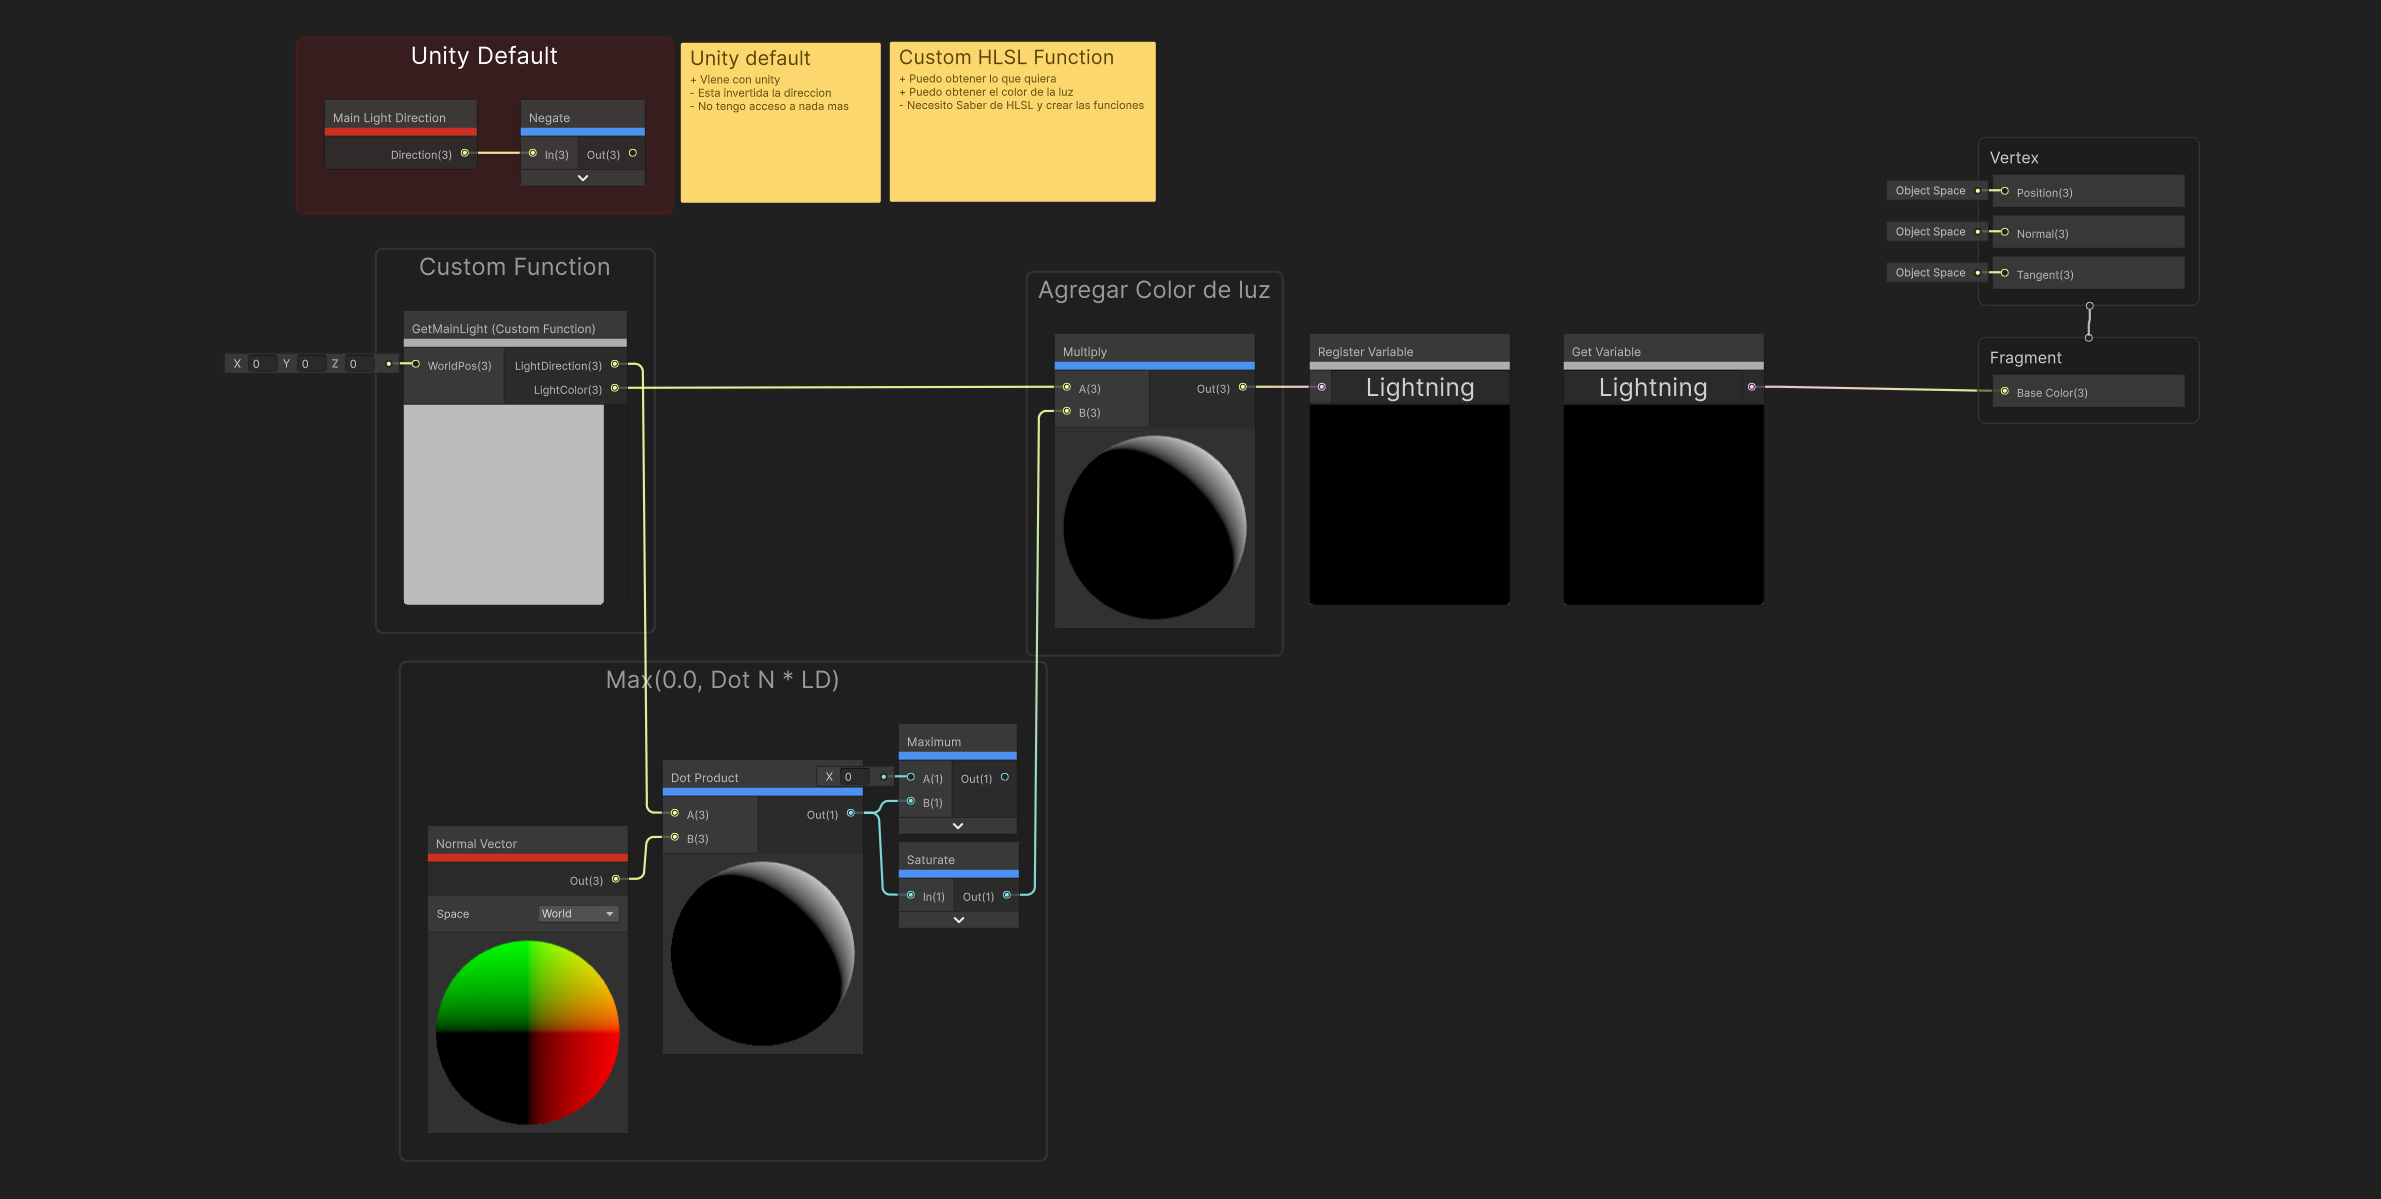 Unity Default
Main Light Direction
Direction(3)
Negate
In(3)
Out(3)
Unity default
+ Viene con unity
- Esta invertida la direccion
- No tengo acceso a nada mas
Custom HLSL Function
+ Puedo obtener lo que quiera
+ Puedo obtener el color de la luz
- Necesito Saber de HLSL y crear las funciones
Custom Function
GetMainLight (Custom Function)
X 0 Y 0 Z 0
WorldPos(3)
LightDirection(3)
LightColor(3)
Agregar Color de luz
Multiply
A(3)
Out(3)
B(3)
Register Variable
Lightning
Get Variable
Lightning
Vertex
Object Space
Position(3)
Object Space
Normal(3)
Object Space
Tangent(3)
Fragment
Base Color(3)
Max(0.0, Dot N * LD)
Normal Vector
Out(3)
Space
World
Dot Product
A(3)
Out(1)
B(3)
X 0
Maximum
A(1)
Out(1)
B(1)
Saturate
In(1)
Out(1)